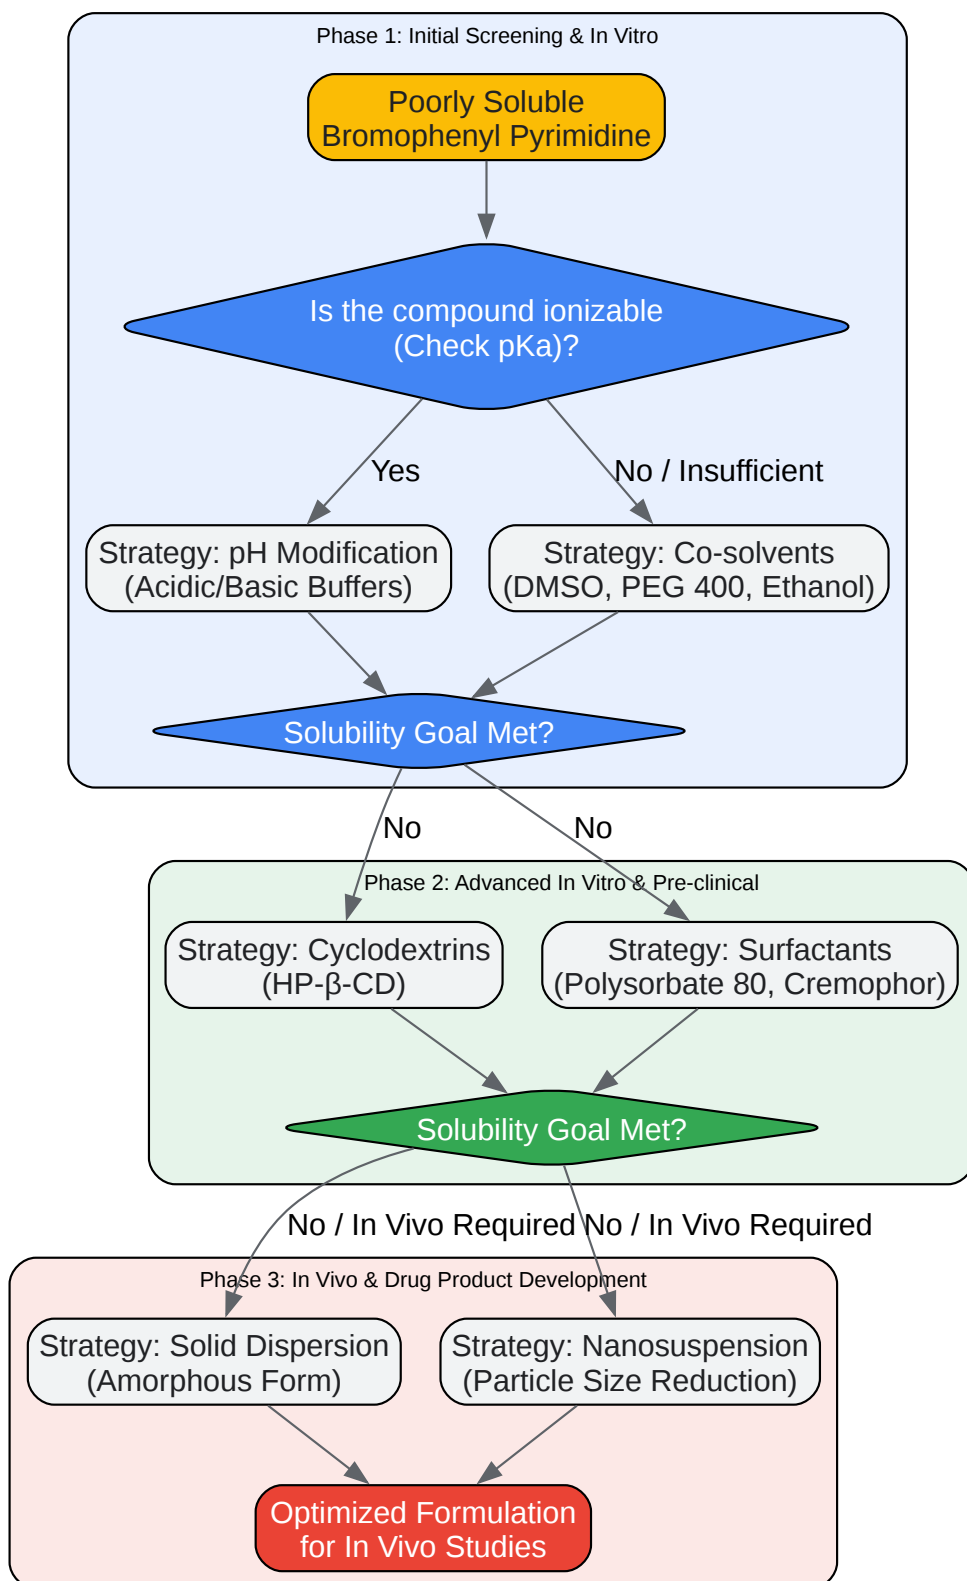 Phase 1: Initial Screening & In Vitro
Poorly Soluble
Bromophenyl Pyrimidine
Is the compound ionizable
(Check pKa)?
Yes
No / Insufficient
Strategy: pH Modification
(Acidic/Basic Buffers)
Strategy: Co-solvents
(DMSO, PEG 400, Ethanol)
Solubility Goal Met?
No
No
Phase 2: Advanced In Vitro & Pre-clinical
Strategy: Cyclodextrins
(HP-β-CD)
Strategy: Surfactants
(Polysorbate 80, Cremophor)
Solubility Goal Met?
No / In Vivo Required
No / In Vivo Required
Phase 3: In Vivo & Drug Product Development
Strategy: Solid Dispersion
(Amorphous Form)
Strategy: Nanosuspension
(Particle Size Reduction)
Optimized Formulation
for In Vivo Studies